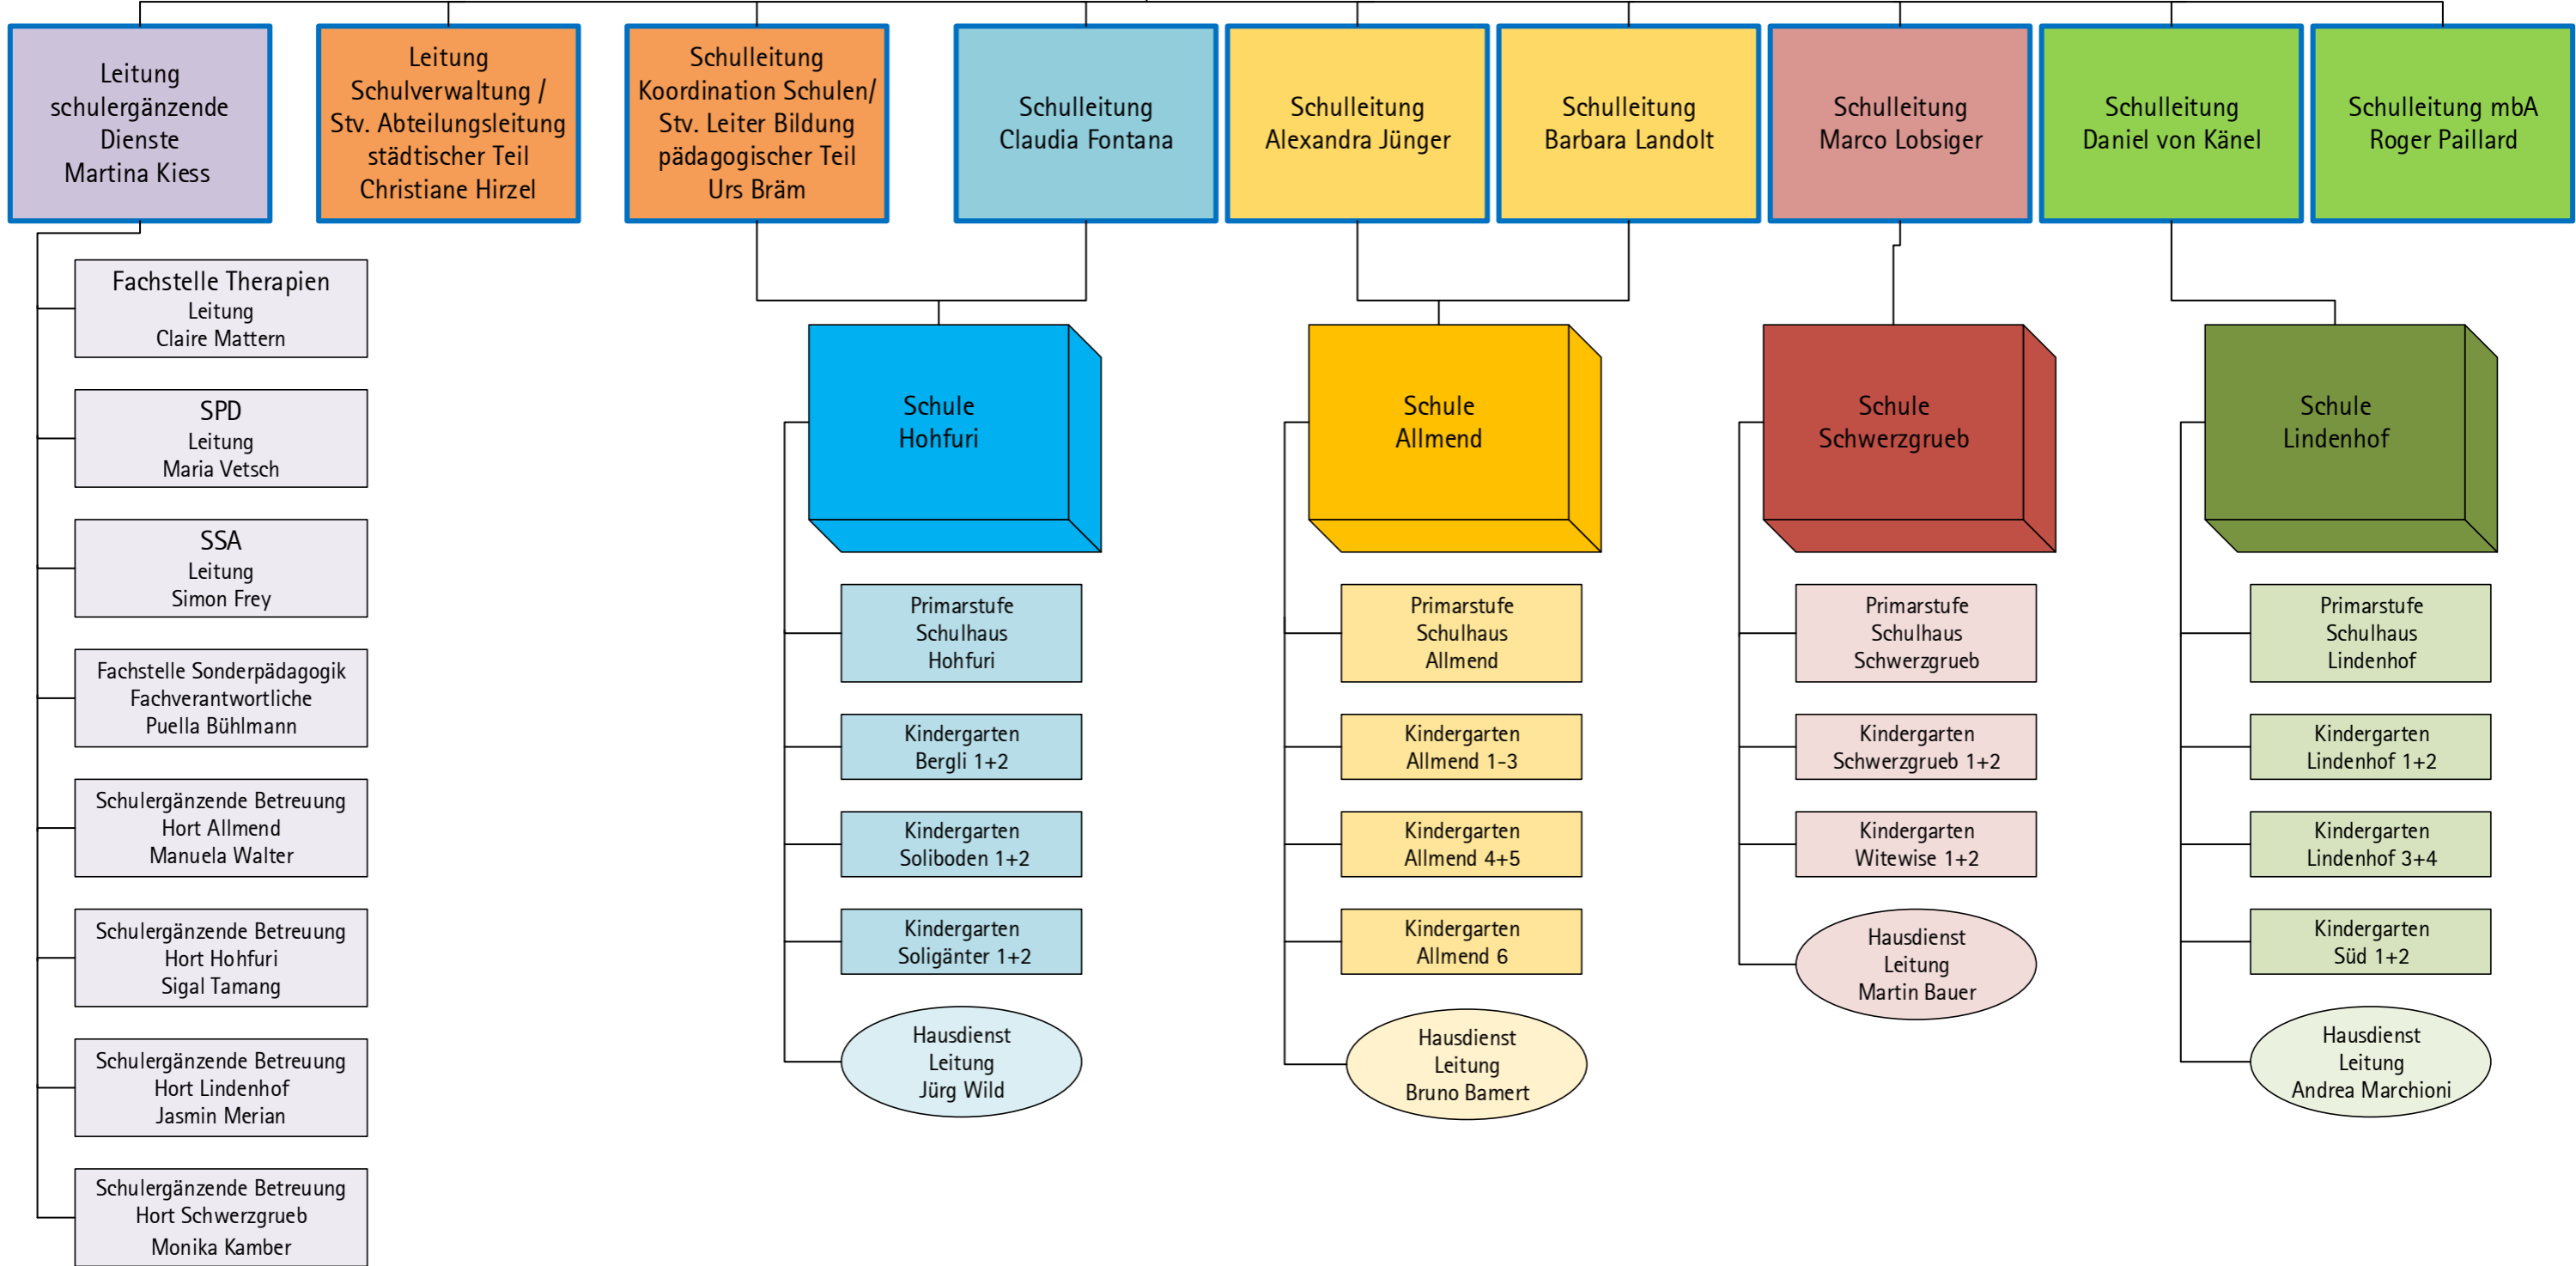 Leitung
schulergänzende
Dienste
Martina Kiess
Leitung
Schulverwaltung /
Stv. Abteilungsleitung
städtischer Teil
Christiane Hirzel
Schulleitung
Koordination Schulen/
Stv. Leiter Bildung
pädagogischer Teil
Urs Bräm
Schulleitung
Claudia Fontana
Schulleitung
Alexandra Jünger
Schulleitung
Barbara Landolt
Schulleitung
Marco Lobsiger
Schulleitung
Daniel von Känel
Schulleitung mbA
Roger Paillard
Fachstelle Therapien
Leitung
Claire Mattern
SPD
Leitung
Maria Vetsch
SSA
Leitung
Simon Frey
Fachstelle Sonderpädagogik
Fachverantwortliche
Puella Bühlmann
Schulergänzende Betreuung
Hort Allmend
Manuela Walter
Schulergänzende Betreuung
Hort Hohfuri
Sigal Tamang
Schulergänzende Betreuung
Hort Lindenhof
Jasmin Merian
Schulergänzende Betreuung
Hort Schwerzgrueb
Monika Kamber
Schule
Hohfuri
Primarstufe
Schulhaus
Hohfuri
Kindergarten
Bergli 1+2
Kindergarten
Soliboden 1+2
Kindergarten
Soligänter 1+2
Hausdienst
Leitung
Jürg Wild
Schule
Allmend
Primarstufe
Schulhaus
Allmend
Kindergarten
Allmend 1-3
Kindergarten
Allmend 4+5
Kindergarten
Allmend 6
Hausdienst
Leitung
Bruno Bamert
Schule
Schwerzgrueb
Primarstufe
Schulhaus
Schwerzgrueb
Kindergarten
Schwerzgrueb 1+2
Kindergarten
Witewise 1+2
Hausdienst
Leitung
Martin Bauer
Schule
Lindenhof
Primarstufe
Schulhaus
Lindenhof
Kindergarten
Lindenhof 1+2
Kindergarten
Lindenhof 3+4
Kindergarten
Süd 1+2
Hausdienst
Leitung
Andrea Marchioni